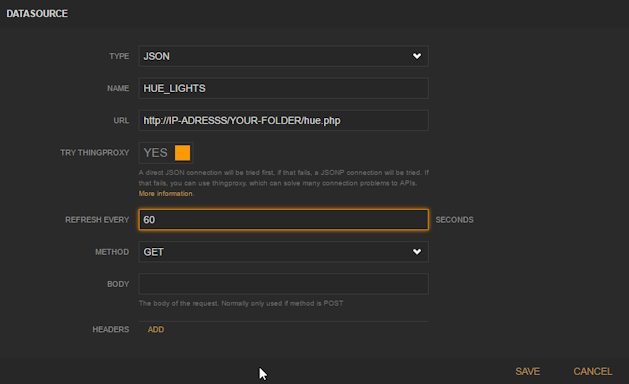 DATASOURCE
TYPE JSON
NAME HUE_LIGHTS
URL http://IP-ADRESSS/YOUR-FOLDER/hue.php
TRY THINGPROXY YES
A direct JSON connection will be tried first, if that fails, a JSONP connection will be tried. If
that fails, you can use thingproxy, which can solve many connection problems to APIs.
More information.
REFRESH EVERY 60 SECONDS
METHOD GET
BODY
The body of the request. Normally only used if method is POST
HEADERS ADD
SAVE CANCEL